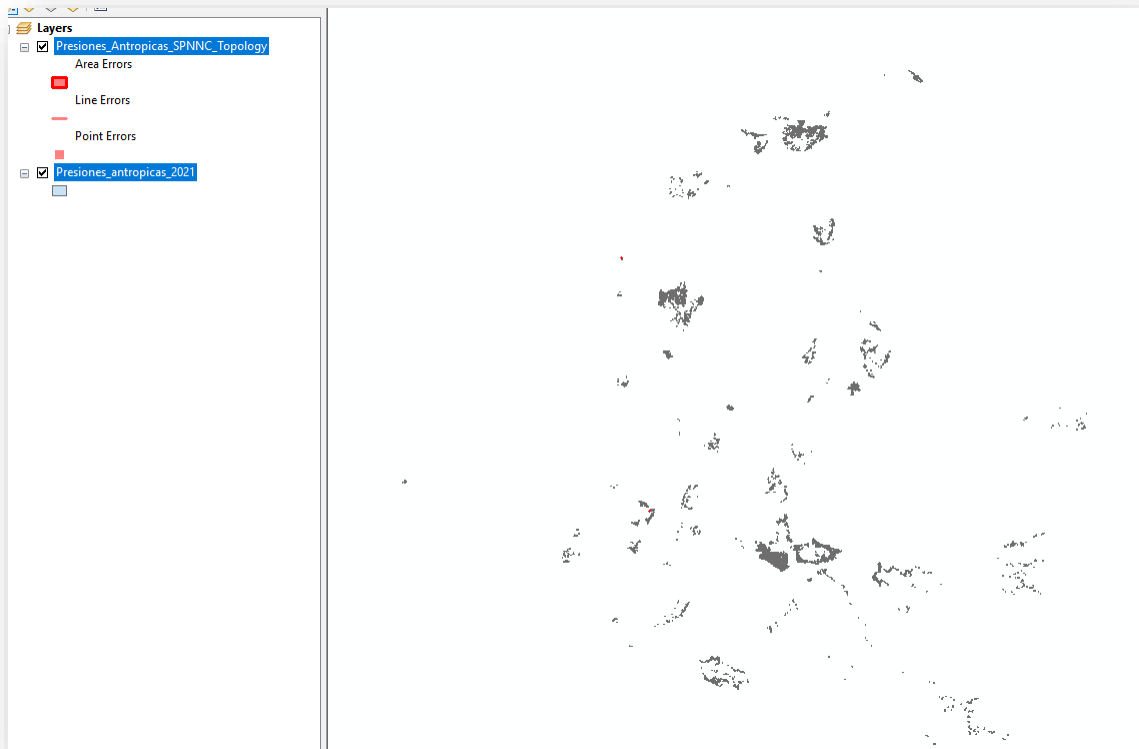 Layers
Presiones_Antropicas_SPNNC_Topology
Area Errors
Line Errors
Point Errors
Presiones_antropicas_2021